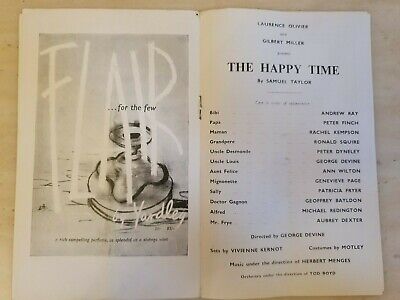 FLAIR
...for the few
by Yardley
a rich compelling perfume, as splendid as a vintage wine
LAURENCE OLIVIER
and
GILBERT MILLER
present
THE HAPPY TIME
By SAMUEL TAYLOR
Cast in order of appearance
Bibi ANDREW RAY
Papa PETER FINCH
Maman RACHEL KEMPSON
Grandpere RONALD SQUIRE
Uncle Desmonde PETER DYNELEY
Uncle Louis GEORGE DEVINE
Aunt Felice ANN WILTON
Mignonette GENEVIEVE PAGE
Sally PATRICIA FRYER
Doctor Gagnon GEOFFREY BAYLDON
Alfred MICHAEL REDINGTON
Mr. Frye AUBREY DEXTER
Directed by GEORGE DEVINE
Sets by VIVIENNE KERNOT Costumes by MOTLEY
Music under the direction of HERBERT MENGES
Orchestra under the direction of TOD BOYD